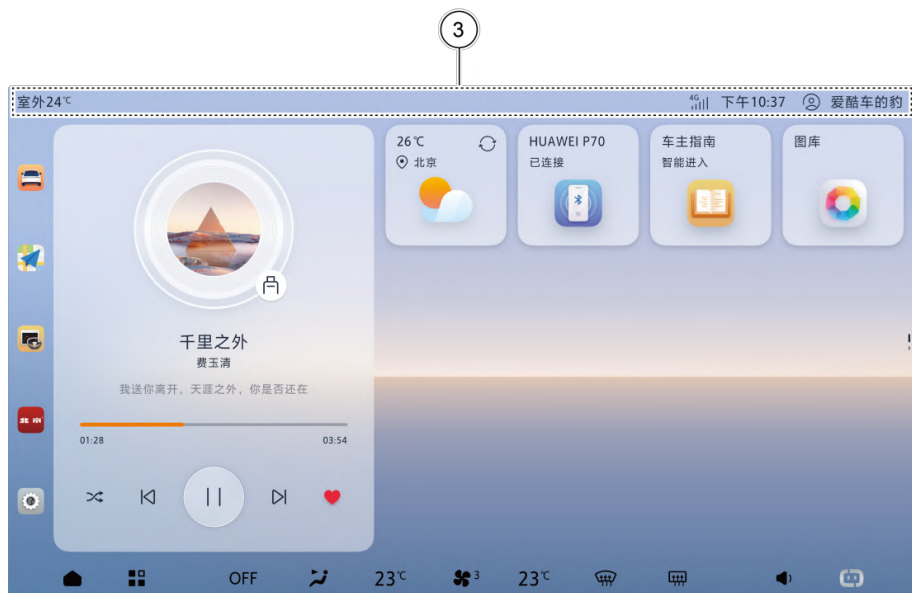 3
室外24℃
4G 下午10:37 爱酷车的豹
26℃
北京
HUAWEI P70
已连接
车主指南
智能进入
图库
千里之外
费玉清
我送你离开，天涯之外，你是否还在
01:28 03:54
北京
OFF 23℃ 3 23℃